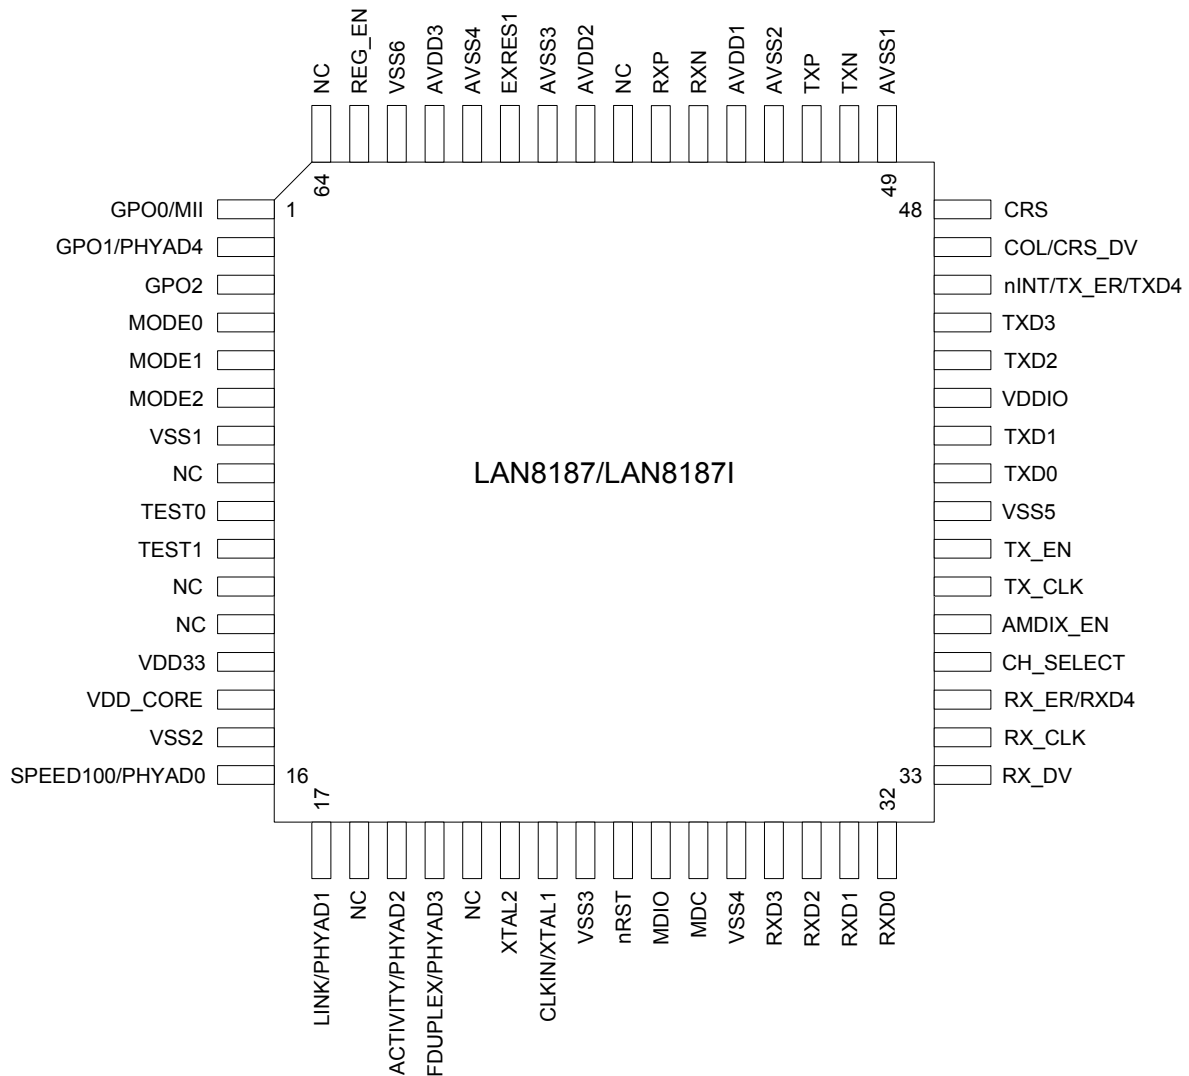 NC
REG_EN
VSS6
AVDD3
AVSS4
EXRES1
AVSS3
AVDD2
NC
RXP
RXN
AVDD1
AVSS2
TXP
TXN
AVSS1
64
49
GPO0/MII
1
48
CRS
GPO1/PHYAD4
COL/CRS_DV
GPO2
nINT/TX_ER/TXD4
MODE0
TXD3
MODE1
TXD2
MODE2
VDDIO
VSS1
TXD1
NC
LAN8187/LAN8187I
TXD0
TEST0
VSS5
TEST1
TX_EN
NC
TX_CLK
NC
AMDIX_EN
VDD33
CH_SELECT
VDD_CORE
RX_ER/RXD4
VSS2
RX_CLK
SPEED100/PHYAD0
16
33
RX_DV
17
32
LINK/PHYAD1
NC
ACTIVITY/PHYAD2
FDUPLEX/PHYAD3
NC
XTAL2
CLKIN/XTAL1
VSS3
nRST
MDIO
MDC
VSS4
RXD3
RXD2
RXD1
RXD0